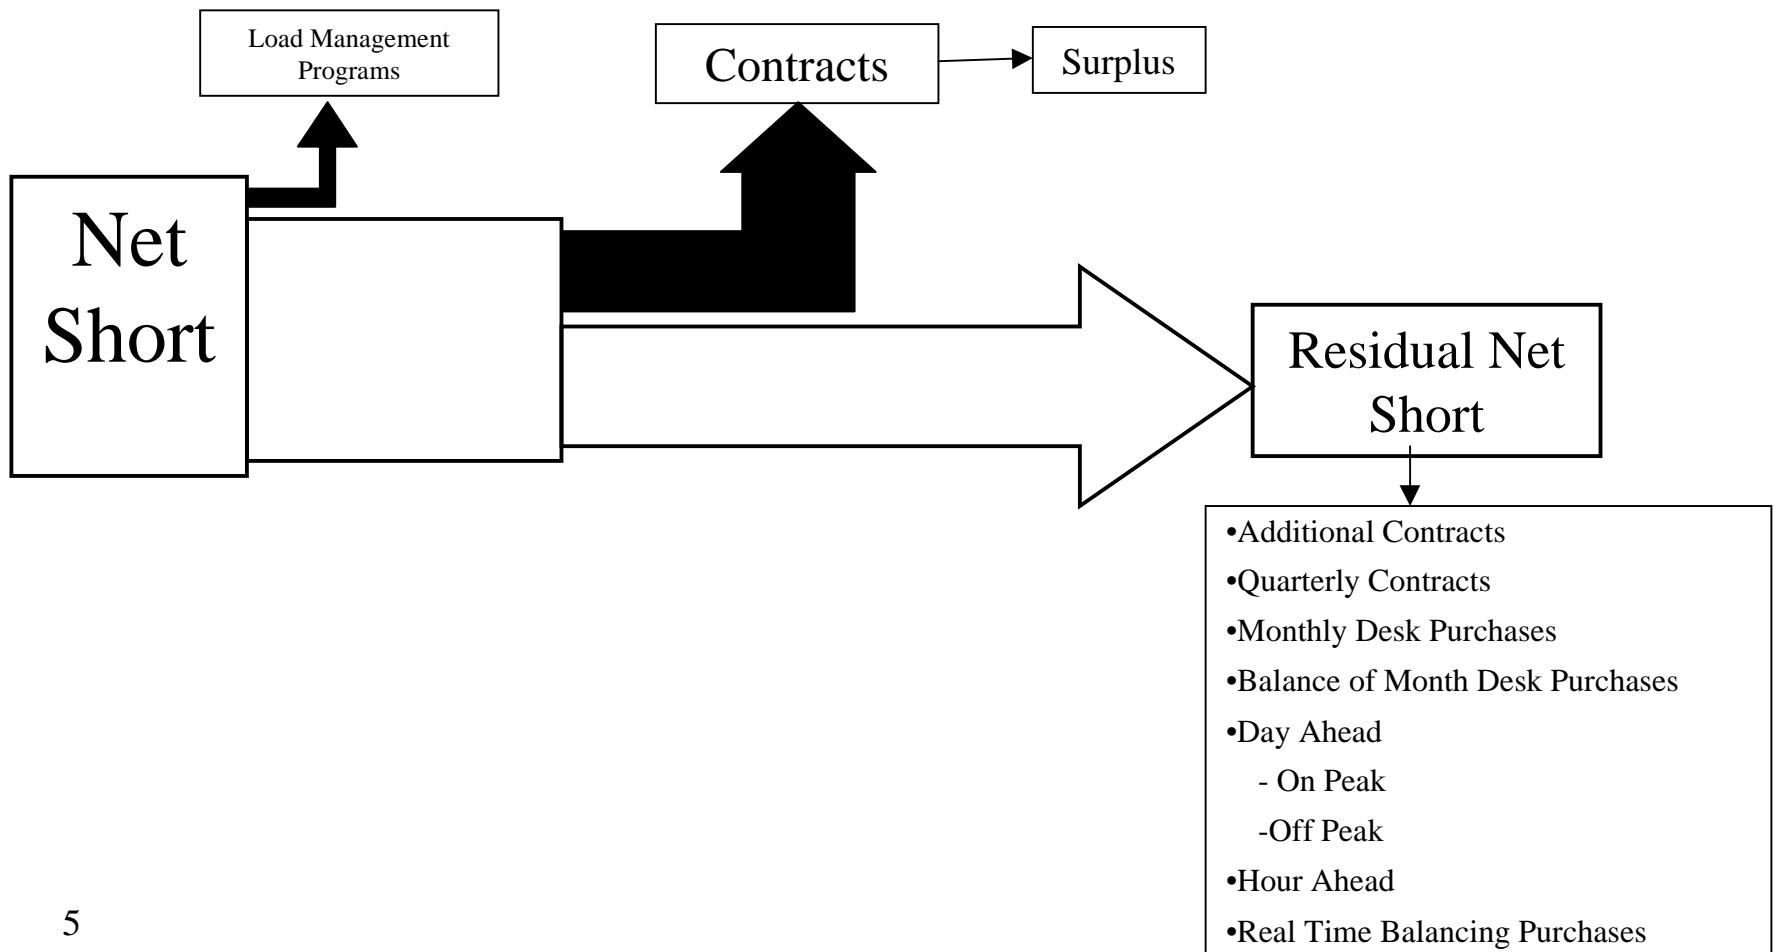 Load Management
Programs
Contracts
Surplus
Net
Short
Residual Net
Short
•Additional Contracts
•Quarterly Contracts
•Monthly Desk Purchases
•Balance of Month Desk Purchases
•Day Ahead
- On Peak
-Off Peak
•Hour Ahead
•Real Time Balancing Purchases
5